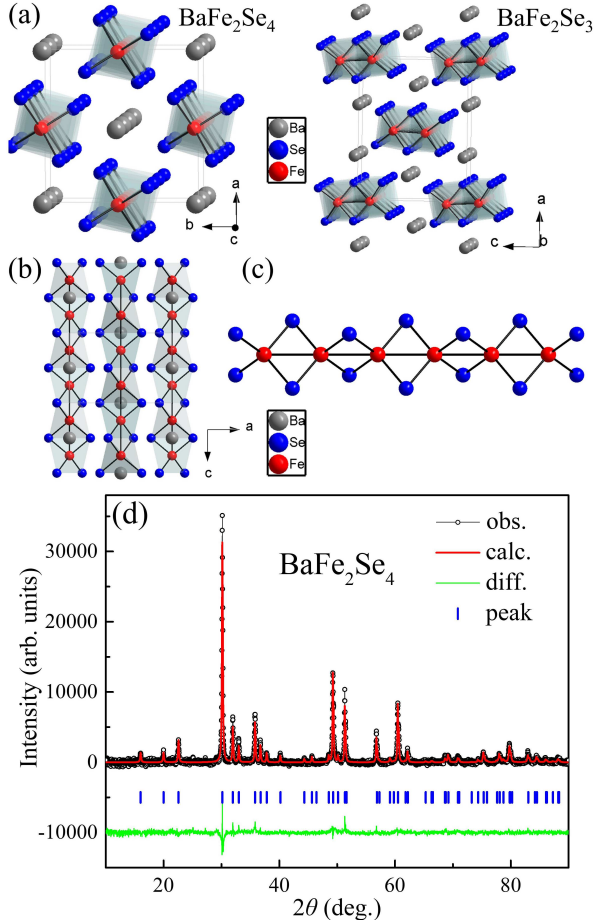 (a)
BaFe₂Se₄
BaFe₂Se₃
Ba
Se
Fe
a
b
c
a
c
b
(b)
(c)
a
c
Ba
Se
Fe
(d)
obs.
calc.
diff.
peak
BaFe₂Se₄
Intensity (arb. units)
30000
20000
10000
0
-10000
20
40
60
80
2θ (deg.)